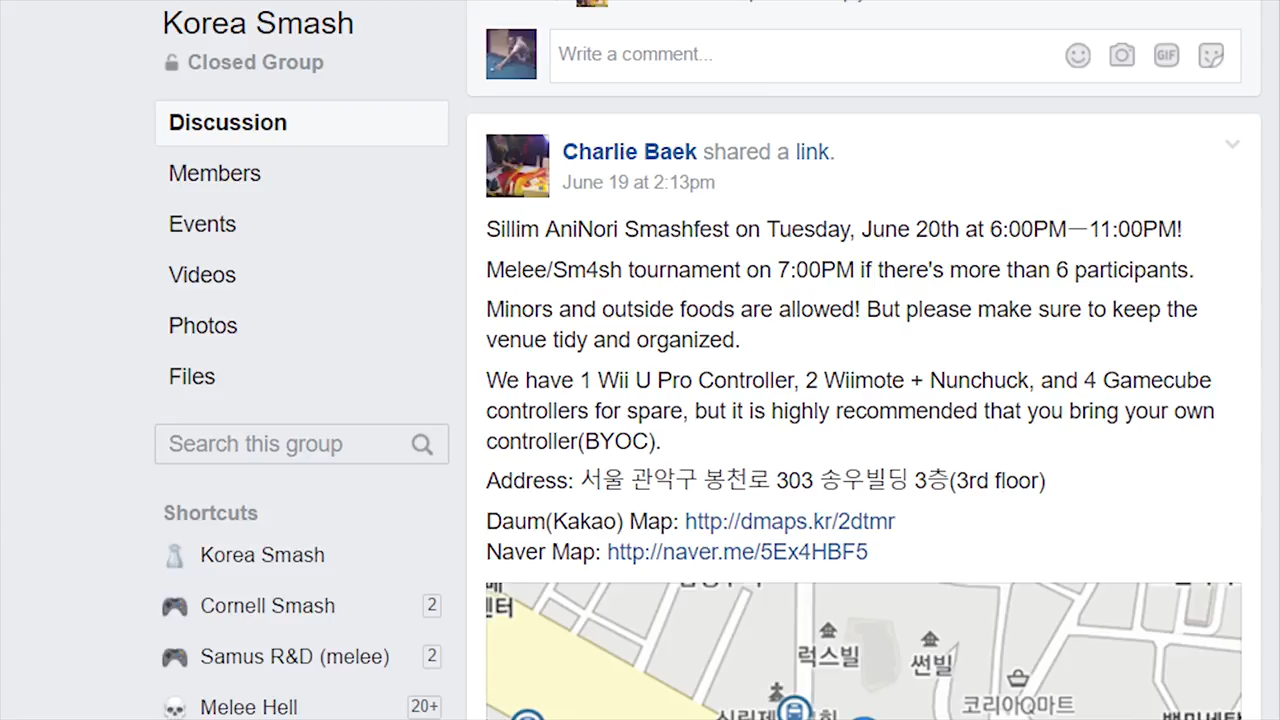 Korea Smash
Closed Group
Discussion
Members
Events
Videos
Photos
Files
Search this group
Shortcuts
Korea Smash
Cornell Smash 2
Samus R&D (melee) 2
Melee Hell 20+
Write a comment...
GIF
Charlie Baek shared a link.
June 19 at 2:13pm
Sillim AniNori Smashfest on Tuesday, June 20th at 6:00PM—11:00PM!
Melee/Sm4sh tournament on 7:00PM if there's more than 6 participants.
Minors and outside foods are allowed! But please make sure to keep the
venue tidy and organized.
We have 1 Wii U Pro Controller, 2 Wiimote + Nunchuck, and 4 Gamecube
controllers for spare, but it is highly recommended that you bring your own
controller(BYOC).
Address: 서울 관악구 봉천로 303 송우빌딩 3층(3rd floor)
Daum(Kakao) Map: http://dmaps.kr/2dtmr
Naver Map: http://naver.me/5Ex4HBF5
센터
럭스빌
썬빌
코리아Q마트